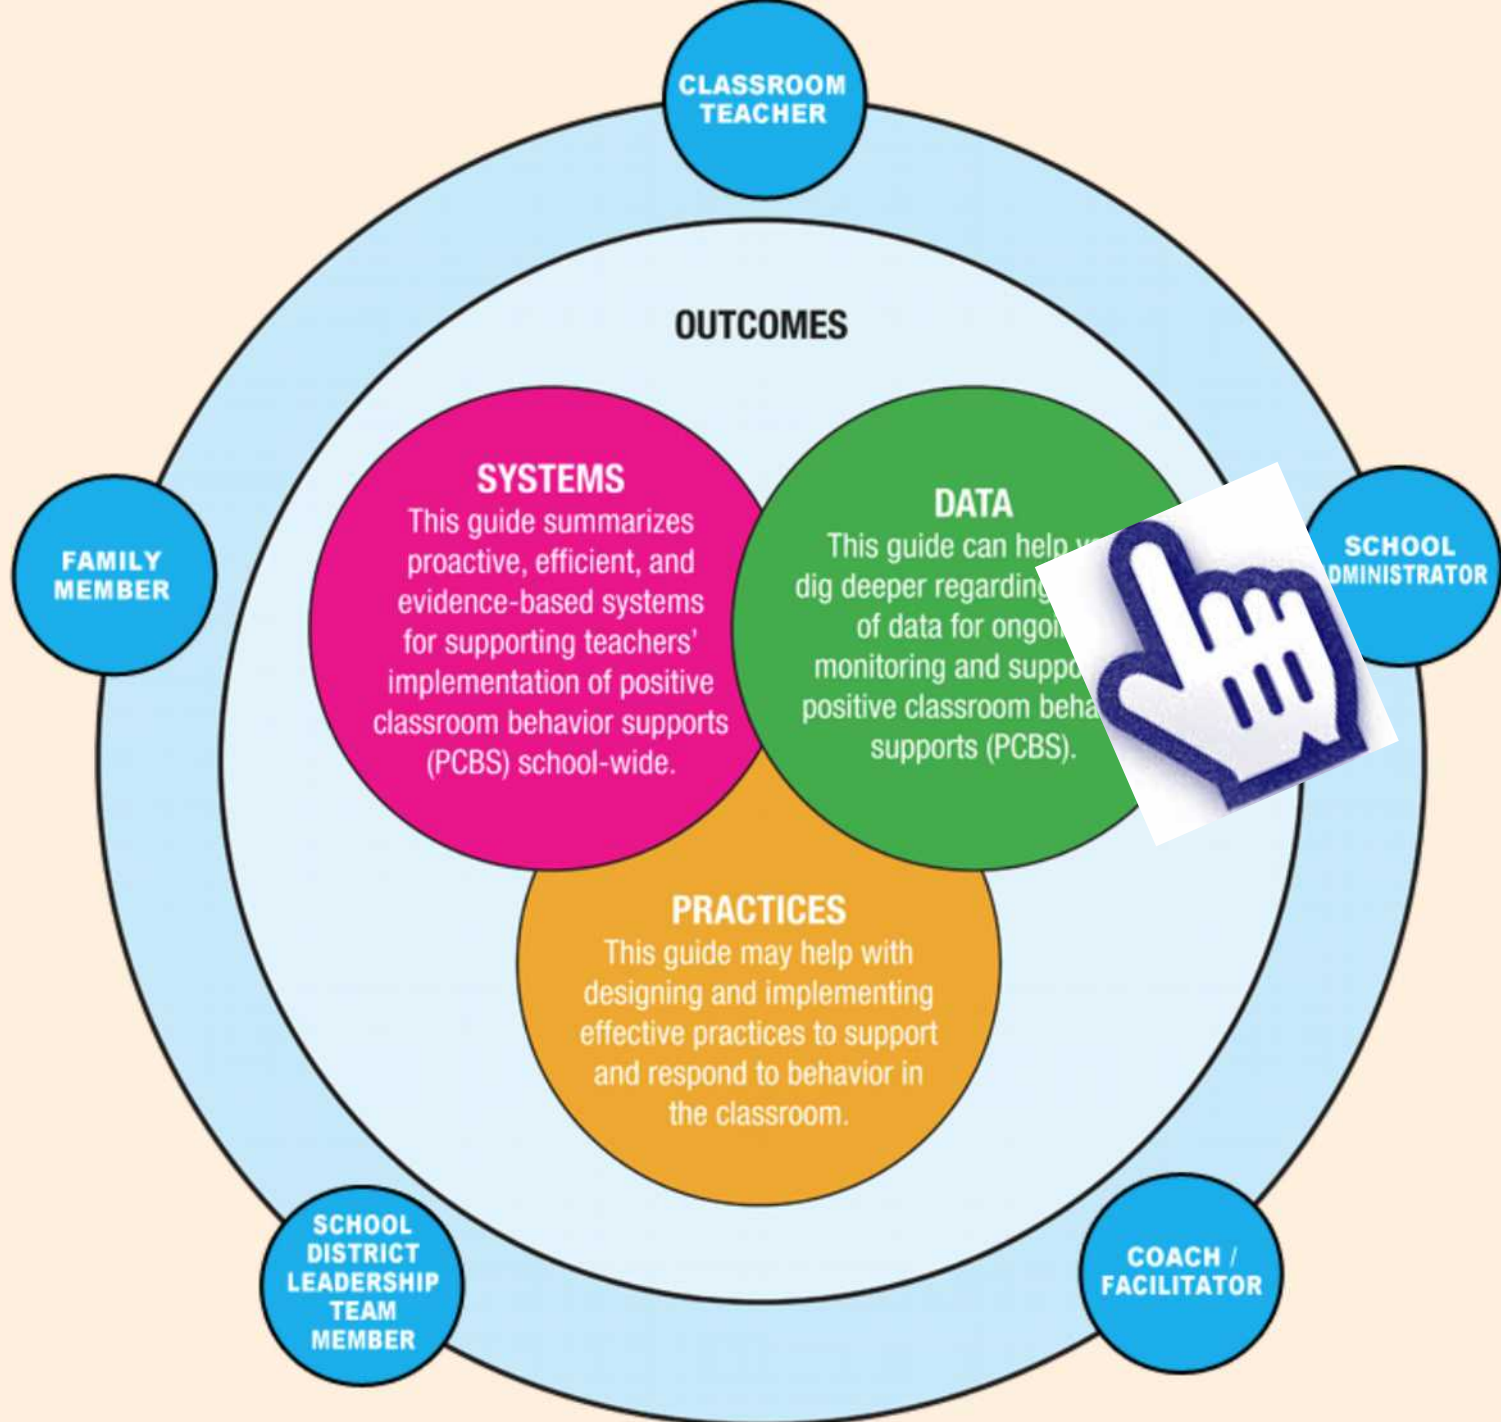 CLASSROOM
TEACHER
OUTCOMES
SYSTEMS
This guide summarizes
proactive, efficient, and
evidence-based systems
for supporting teachers'
implementation of positive
classroom behavior supports
(PCBS) school-wide.
DATA
This guide can help
dig deeper regarding
of data for
monitoring and
positive classroom
supports (PCBS).
FAMILY
MEMBER
SCHOOL
DMINISTRATOR
PRACTICES
This guide may help with
designing and implementing
effective practices to support
and respond to behavior in
the classroom.
SCHOOL
DISTRICT
LEADERSHIP
TEAM
MEMBER
COACH /
FACILITATOR